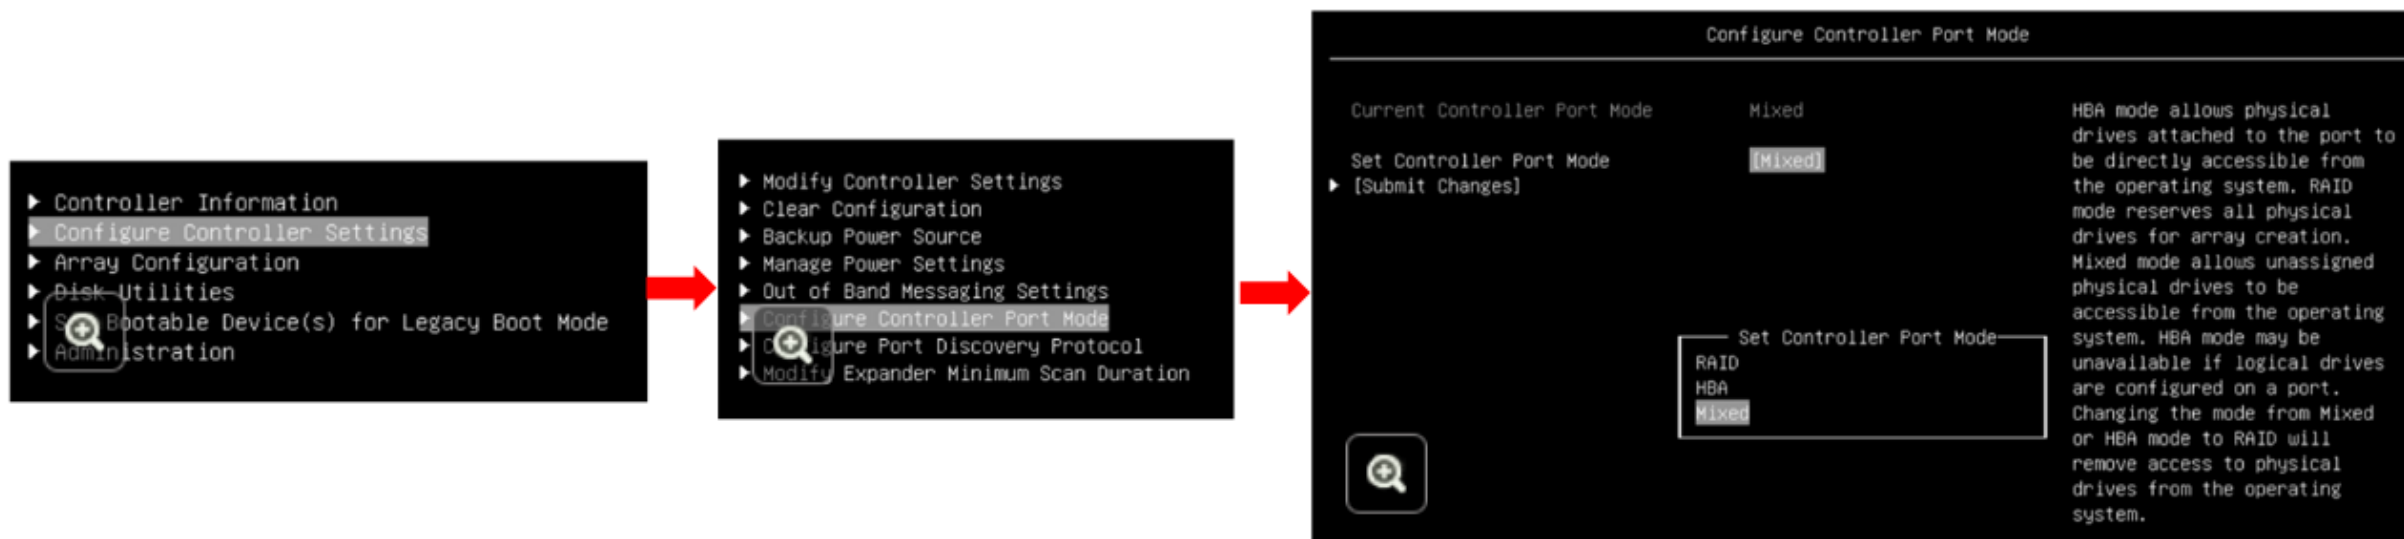 Controller Information
Configure Controller Settings
Array Configuration
Disk Utilities
Bootable Device(s) for Legacy Boot Mode
Administration
Modify Controller Settings
Clear Configuration
Backup Power Source
Manage Power Settings
Out of Band Messaging Settings
Configure Controller Port Mode
Configure Port Discovery Protocol
Modify Expander Minimum Scan Duration
Configure Controller Port Mode
Current Controller Port Mode Mixed
Set Controller Port Mode [Mixed]
[Submit Changes]
Set Controller Port Mode
RAID
HBA
Mixed
HBA mode allows physical
drives attached to the port to
be directly accessible from
the operating system. RAID
mode reserves all physical
drives for array creation.
Mixed mode allows unassigned
physical drives to be
accessible from the operating
system. HBA mode may be
unavailable if logical drives
are configured on a port.
Changing the mode from Mixed
or HBA mode to RAID will
remove access to physical
drives from the operating
system.